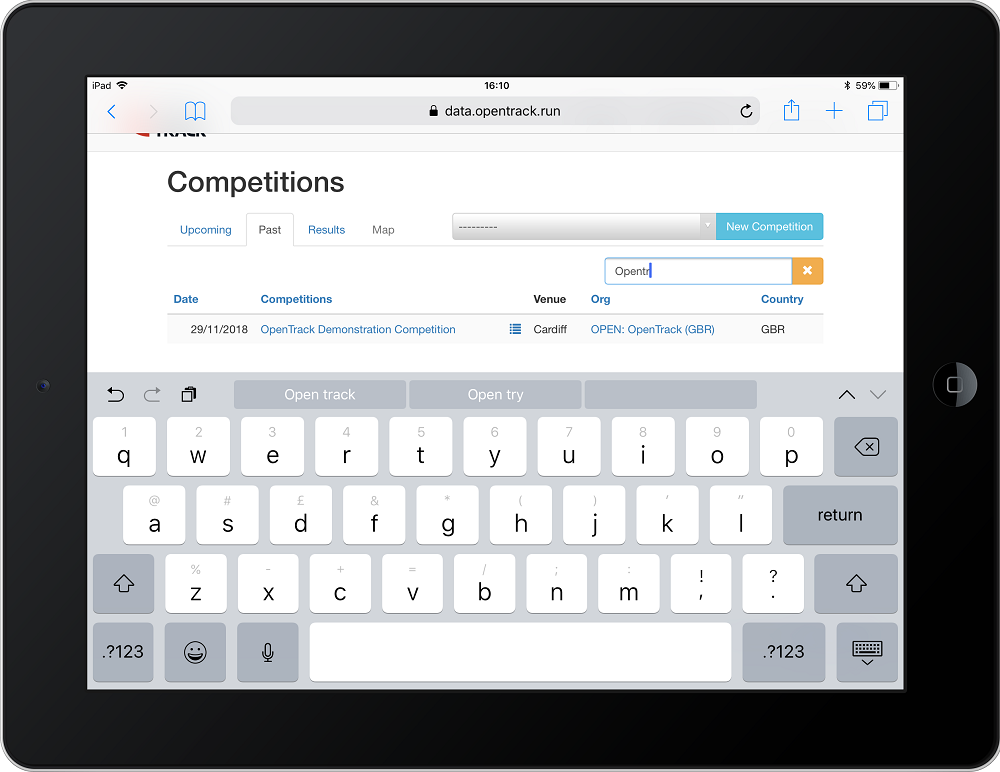 iPad 16:10 59%
data.opentrack.run
TRACK
Competitions
Upcoming Past Results Map --------- New Competition
Opentr
Date Competitions Venue Org Country
29/11/2018 OpenTrack Demonstration Competition Cardiff OPEN: OpenTrack (GBR) GBR
Open track Open try
1 2 3 4 5 6 7 8 9 0
q w e r t y u i o p
@ # £ & * ( ) ' "
a s d f g h j k l return
% - + = / ; : ! ?
z x c v b n m , .
.?123 .?123